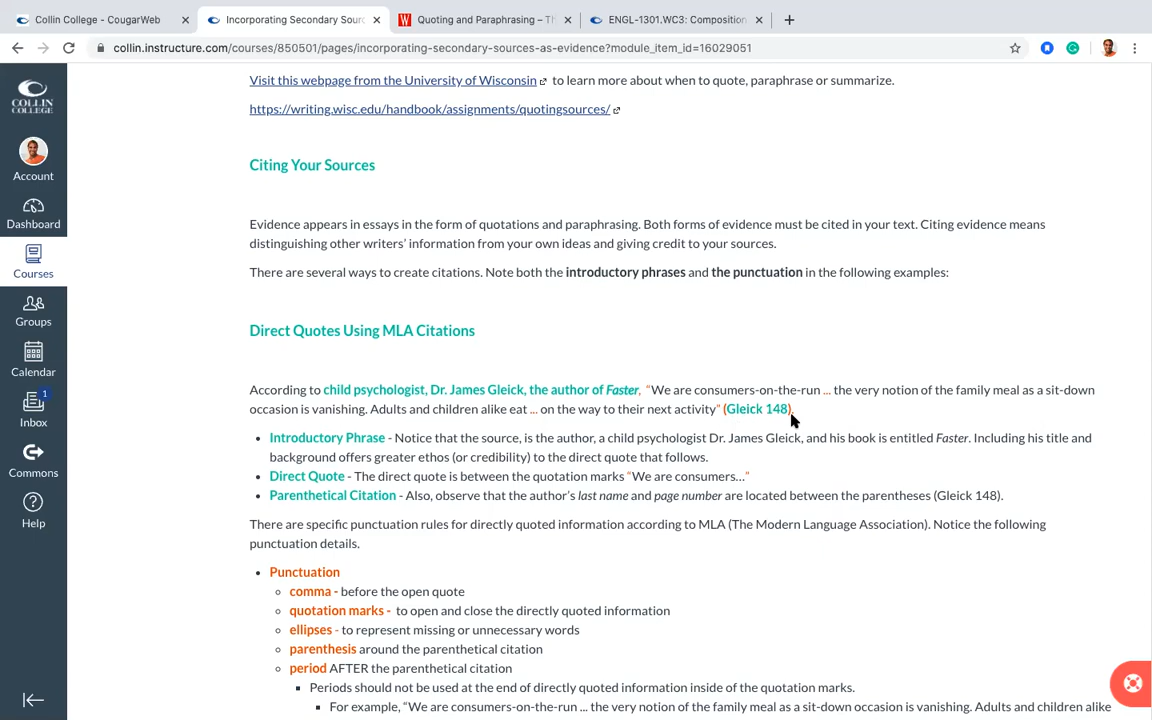 Collin College - CougarWeb
Incorporating Secondary Sour
Quoting and Paraphrasing – Th
ENGL-1301.WC3: Composition
collin.instructure.com/courses/850501/pages/incorporating-secondary-sources-as-evidence?module_item_id=16029051
COLLIN
COLLEGE
Account
Dashboard
Courses
Groups
Calendar
1
Inbox
Commons
Help
Visit this webpage from the University of Wisconsin to learn more about when to quote, paraphrase or summarize.
https://writing.wisc.edu/handbook/assignments/quotingsources/
Citing Your Sources
Evidence appears in essays in the form of quotations and paraphrasing. Both forms of evidence must be cited in your text. Citing evidence means
distinguishing other writers' information from your own ideas and giving credit to your sources.
There are several ways to create citations. Note both the introductory phrases and the punctuation in the following examples:
Direct Quotes Using MLA Citations
According to child psychologist, Dr. James Gleick, the author of Faster, “We are consumers-on-the-run ... the very notion of the family meal as a sit-down
occasion is vanishing. Adults and children alike eat ... on the way to their next activity” (Gleick 148).
• Introductory Phrase - Notice that the source, is the author, a child psychologist Dr. James Gleick, and his book is entitled Faster. Including his title and
background offers greater ethos (or credibility) to the direct quote that follows.
• Direct Quote - The direct quote is between the quotation marks “We are consumers...”
• Parenthetical Citation - Also, observe that the author's last name and page number are located between the parentheses (Gleick 148).
There are specific punctuation rules for directly quoted information according to MLA (The Modern Language Association). Notice the following
punctuation details.
• Punctuation
◦ comma - before the open quote
◦ quotation marks - to open and close the directly quoted information
◦ ellipses - to represent missing or unnecessary words
◦ parenthesis around the parenthetical citation
◦ period AFTER the parenthetical citation
▪ Periods should not be used at the end of directly quoted information inside of the quotation marks.
▪ For example, “We are consumers-on-the-run ... the very notion of the family meal as a sit-down occasion is vanishing. Adults and children alike